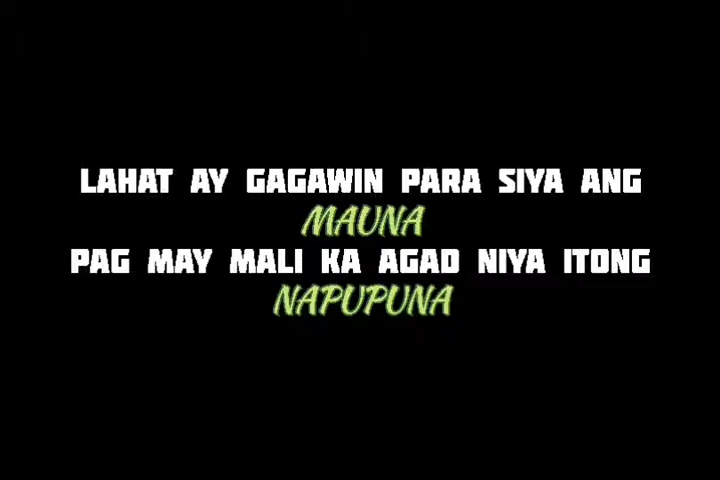 LAHAT AY GAGAWIN PARA SIYA ANG
MAUNA
PAG MAY MALI KA AGAD NIYA ITONG
NAPUPUNA